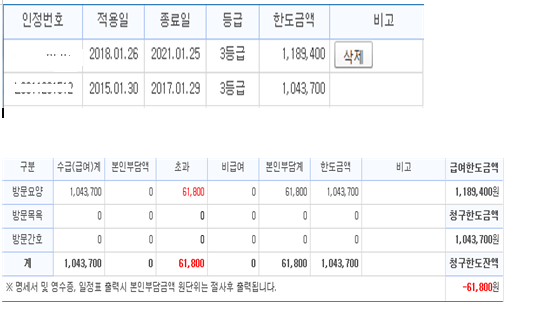 인정번호 적용일 종료일 등급 한도금액 비고
2018.01.26 2021.01.25 3등급 1,189,400 삭제
2015.01.30 2017.01.29 3등급 1,043,700
구분 수급(급여)계 본인부담액 초과 비급여 본인부담계 한도금액 비고 급여한도금액
방문요양 1,043,700 0 61,800 0 61,800 1,043,700 1,189,400원
방문목욕 0 0 0 0 0 0 청구한도금액
방문간호 0 0 0 0 0 0 1,043,700원
계 1,043,700 0 61,800 0 61,800 1,043,700 청구한도잔액
※ 명세서 및 영수증, 일정표 출력시 본인부담금액 원단위는 절사후 출력됩니다. -61,800원